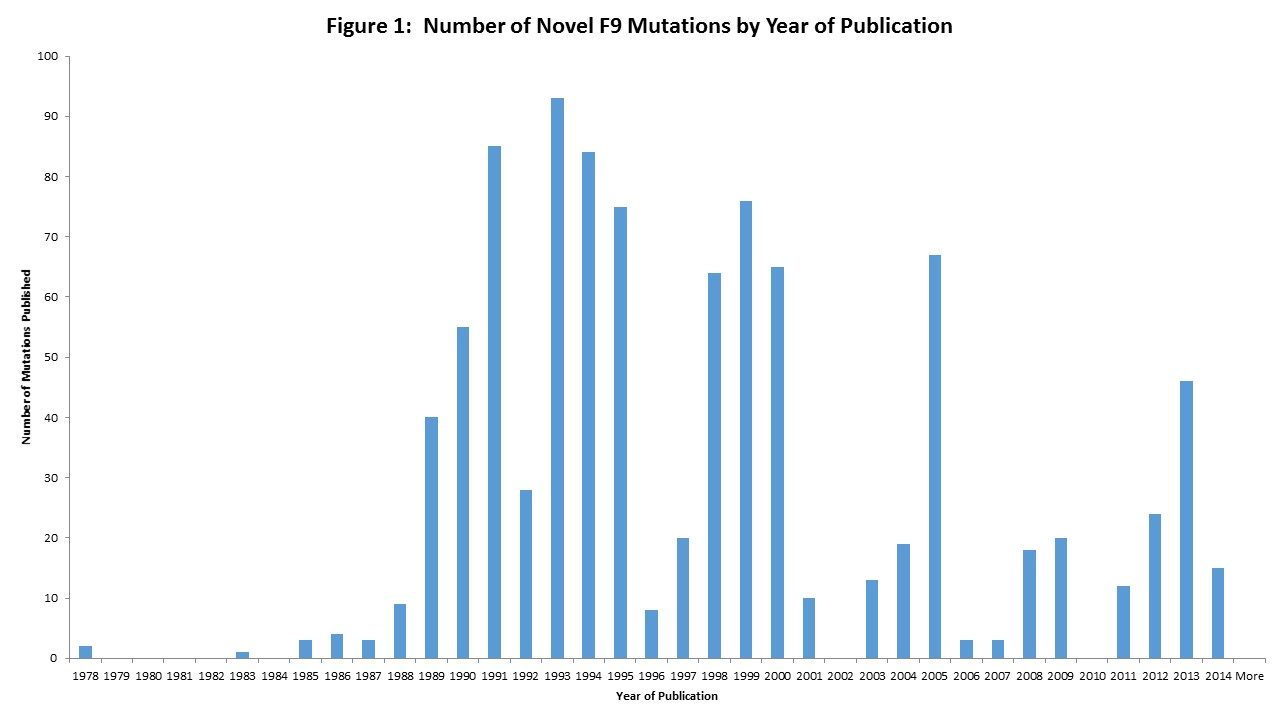 Figure 1:  Number of Novel F9 Mutations by Year of Publication
100
90
80
70
60
50
40
30
20
10
0
Number of Mutations Published
1978 1979 1980 1981 1982 1983 1984 1985 1986 1987 1988 1989 1990 1991 1992 1993 1994 1995 1996 1997 1998 1999 2000 2001 2002 2003 2004 2005 2006 2007 2008 2009 2010 2011 2012 2013 2014 More
Year of Publication